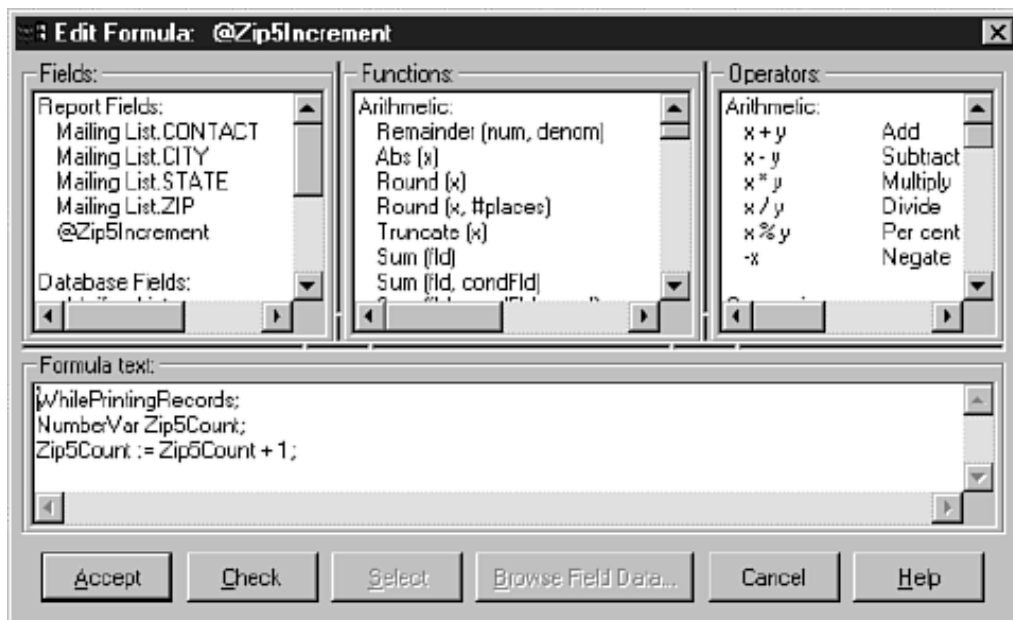 Edit Formula: @Zip5Increment
Fields:
Report Fields:
Mailing List.CONTACT
Mailing List.CITY
Mailing List.STATE
Mailing List.ZIP
@Zip5Increment
Database Fields:
Functions:
Arithmetic:
Remainder (num, denom)
Abs (x)
Round (x)
Round (x, #places)
Truncate (x)
Sum (fld)
Sum (fld, condFld)
Operators:
Arithmetic:
x + y Add
x - y Subtract
x * y Multiply
x / y Divide
x % y Per cent
-x Negate
Formula text:
WhilePrintingRecords;
NumberVar Zip5Count;
Zip5Count := Zip5Count + 1;
Accept Check Select Browse Field Data... Cancel Help